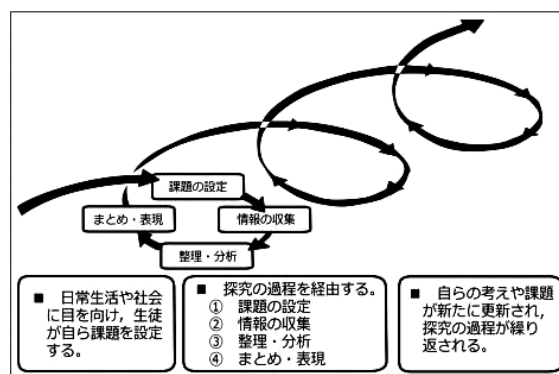 課題の設定
まとめ・表現
情報の収集
整理・分析
■ 日常生活や社会
に目を向け，生徒
が自ら課題を設定
する。
■ 探究の過程を経由する。
① 課題の設定
② 情報の収集
③ 整理・分析
④ まとめ・表現
■ 自らの考えや課題
が新たに更新され，
探究の過程が繰り
返される。